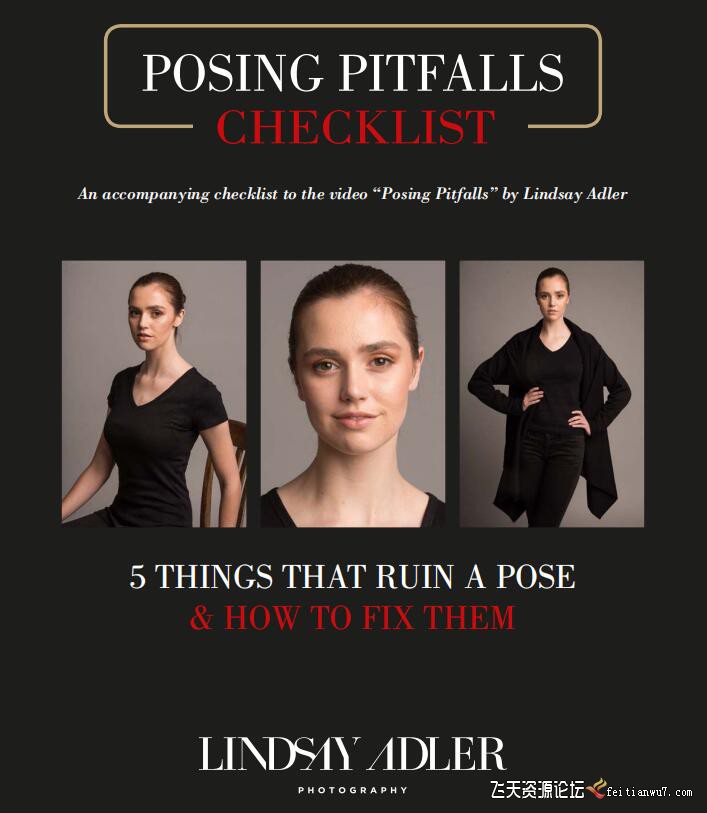 POSING PITFALLS
CHECKLIST
An accompanying checklist to the video “Posing Pitfalls” by Lindsay Adler
5 THINGS THAT RUIN A POSE
& HOW TO FIX THEM
LINDSAY ADLER
PHOTOGRAPHY
飞天资源论坛 feitianwu7.com